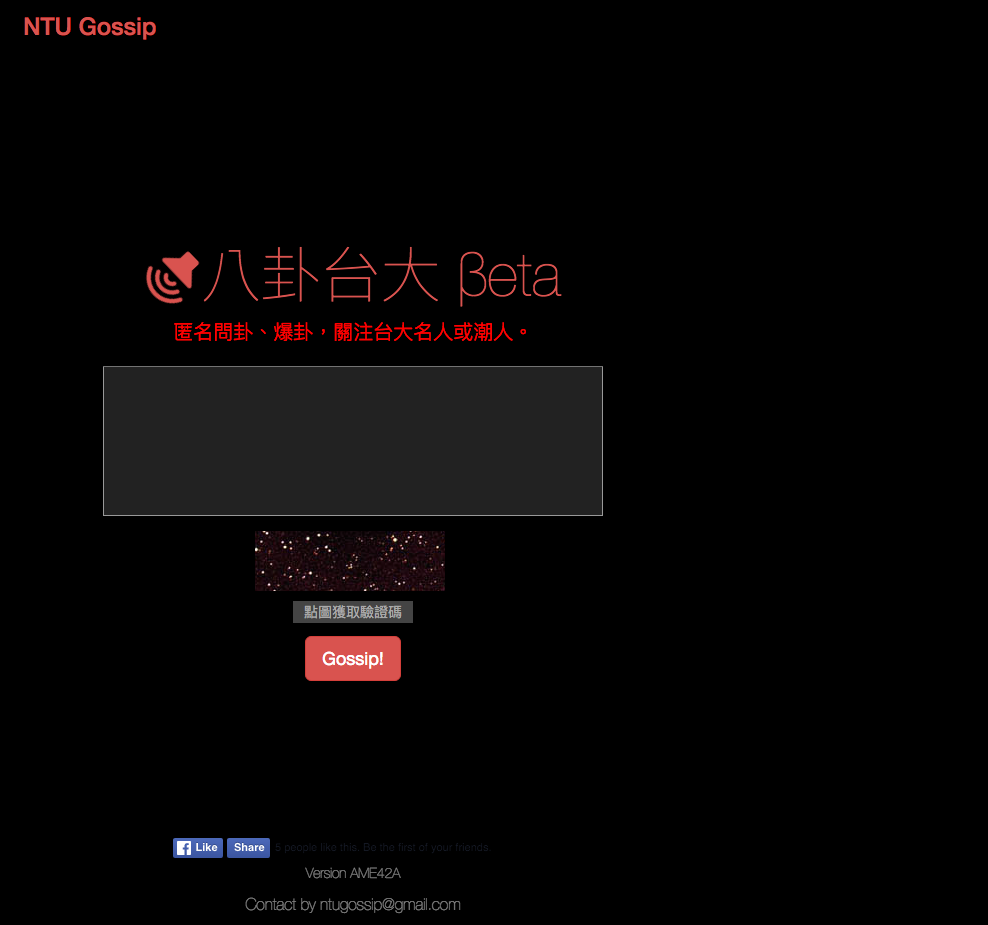 NTU Gossip
八卦台大 βeta
匿名問卦、爆卦，關注台大名人或潮人。
點圖獲取驗證碼
Gossip!
Like Share 5 people like this. Be the first of your friends.
Version AME42A
Contact by ntugossip@gmail.com